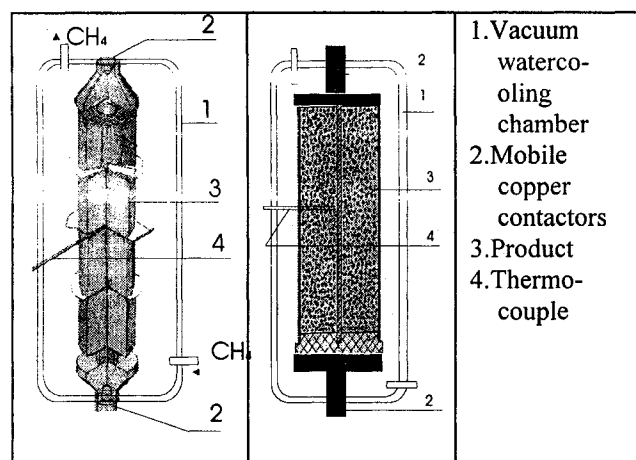 CH4
2
1
3
4
CH4
2
2
1
3
4
2
1.Vacuum
waterco-
oling
chamber
2.Mobile
copper
contactors
3.Product
4.Thermo-
couple